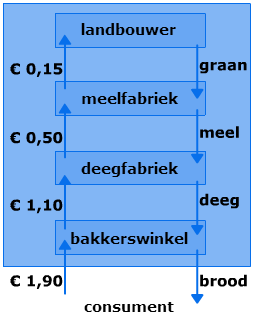 landbouwer
€ 0,15 graan
meelfabriek
€ 0,50 meel
deegfabriek
€ 1,10 deeg
bakkerswinkel
€ 1,90 brood
consument